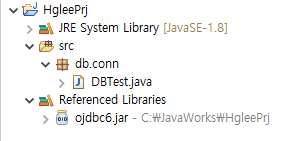 HgleePrj
JRE System Library [JavaSE-1.8]
src
db.conn
DBTest.java
Referenced Libraries
ojdbc6.jar - C:₩JavaWorks₩HgleePrj